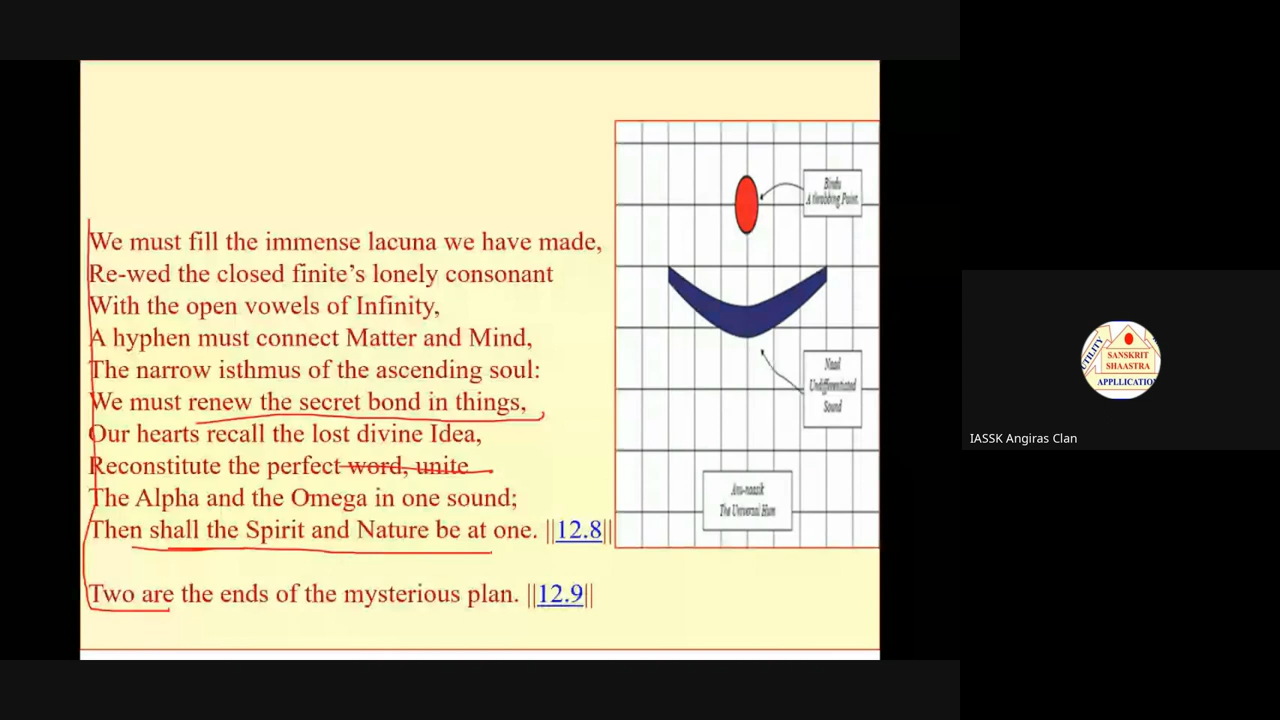 We must fill the immense lacuna we have made,
Re-wed the closed finite’s lonely consonant
With the open vowels of Infinity,
A hyphen must connect Matter and Mind,
The narrow isthmus of the ascending soul:
We must renew the secret bond in things,
Our hearts recall the lost divine Idea,
Reconstitute the perfect word, unite
The Alpha and the Omega in one sound;
Then shall the Spirit and Nature be at one. ||12.8||
Two are the ends of the mysterious plan. ||12.9||
Bindu
A throbbing Point.
Naad
Undifferentiated
Sound
Anu-naasik
The Universal Hum
UTILITY
SANSKRIT
SHAASTRA
APPLLICATIO
IASSK Angiras Clan